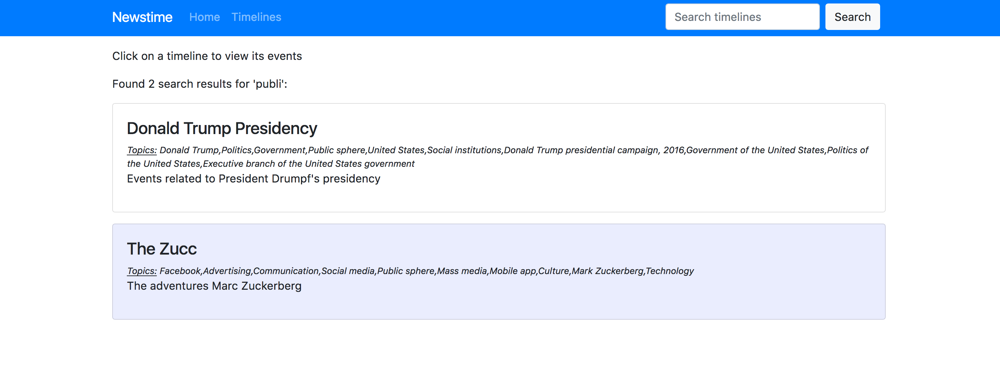 Newstime Home Timelines Search timelines Search
Click on a timeline to view its events
Found 2 search results for 'publi':
Donald Trump Presidency
Topics: Donald Trump,Politics,Government,Public sphere,United States,Social institutions,Donald Trump presidential campaign, 2016,Government of the United States,Politics of
the United States,Executive branch of the United States government
Events related to President Drumpf's presidency
The Zucc
Topics: Facebook,Advertising,Communication,Social media,Public sphere,Mass media,Mobile app,Culture,Mark Zuckerberg,Technology
The adventures Marc Zuckerberg